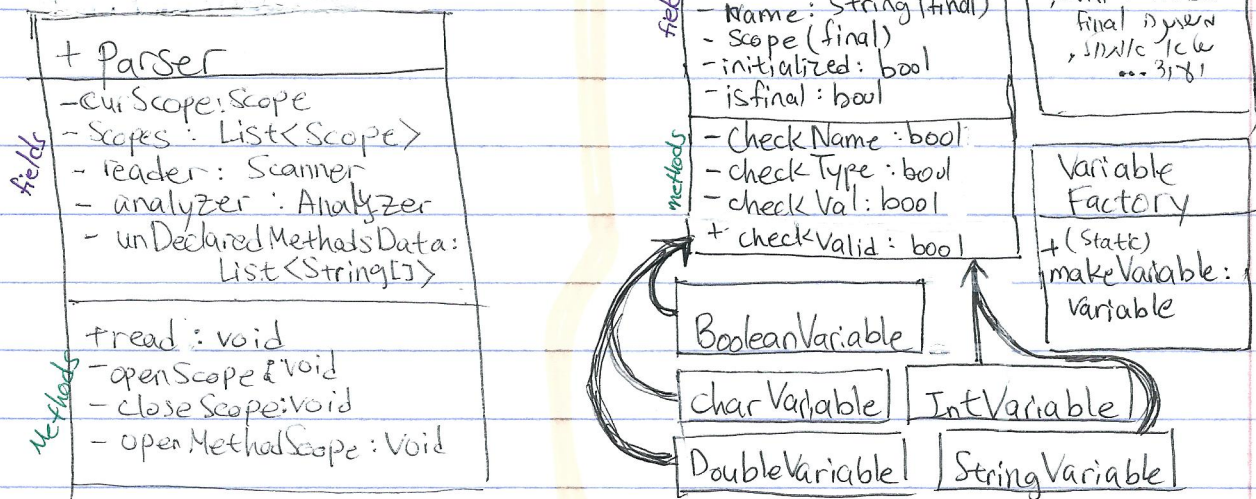 + Parser
fields
-curScope:Scope
- Scopes : List<Scope>
- reader: Scanner
- analyzer : Analyzer
- unDeclaredMethodsData:
List<String[]>
Methods
+read : void
-openScope:void
- closeScope:void
- openMethodScope: Void
- Name: String (final)
- Scope (final)
-initialized: bool
-isfinal : bool
methods
- CheckName :bool
- checkType :bool
- checkVal: bool
+ checkValid : bool
BooleanVariable
charVariable
IntVariable
DoubleVariable
StringVariable
final
...
Variable
Factory
+(Static)
makeVariable:
Variable